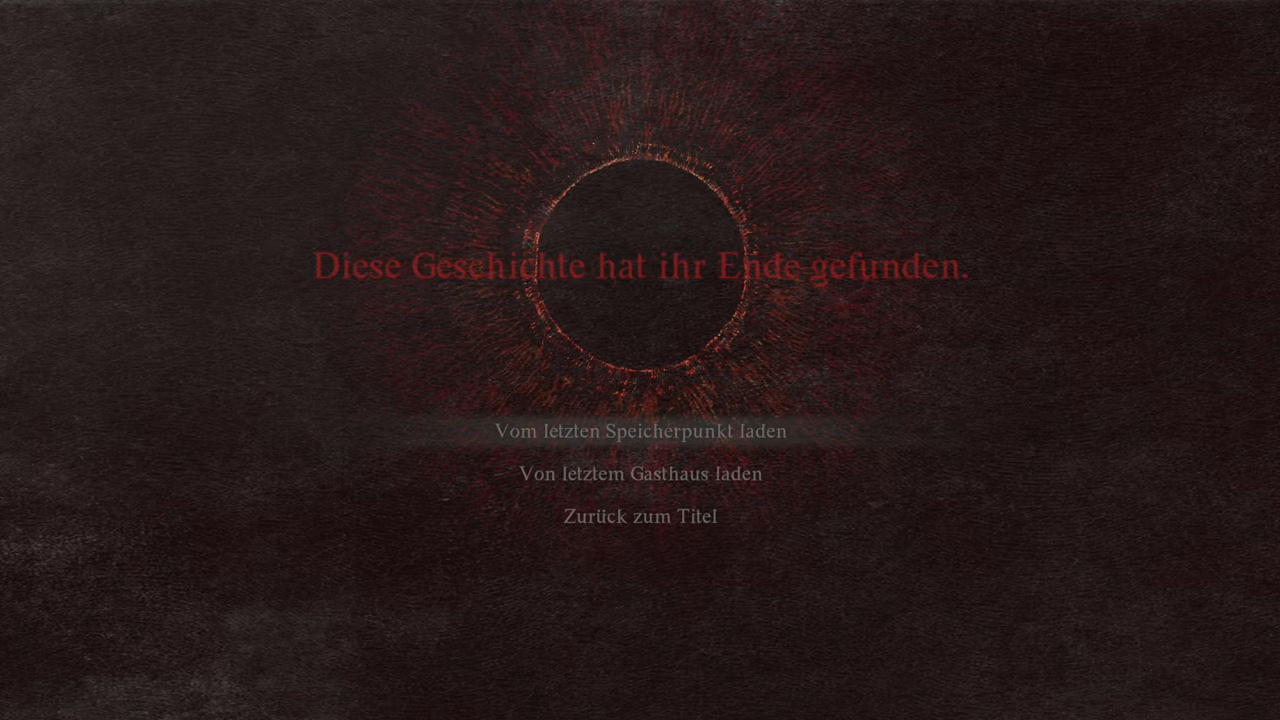 Diese Geschichte hat ihr Ende gefunden.
Vom letzten Speicherpunkt laden
Von letztem Gasthaus laden
Zurück zum Titel